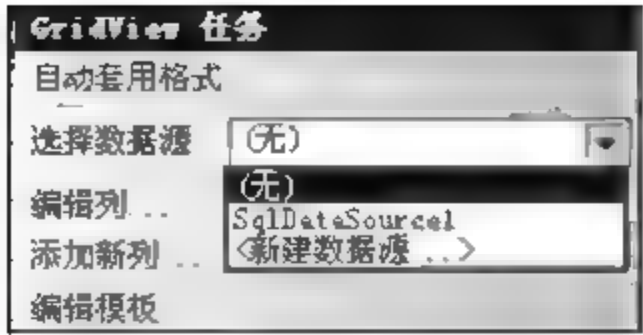 GridView 任务
自动套用格式
选择数据源 (无)
(无)
编辑列...
SqlDataSource1
添加新列... <新建数据源...>
编辑模板